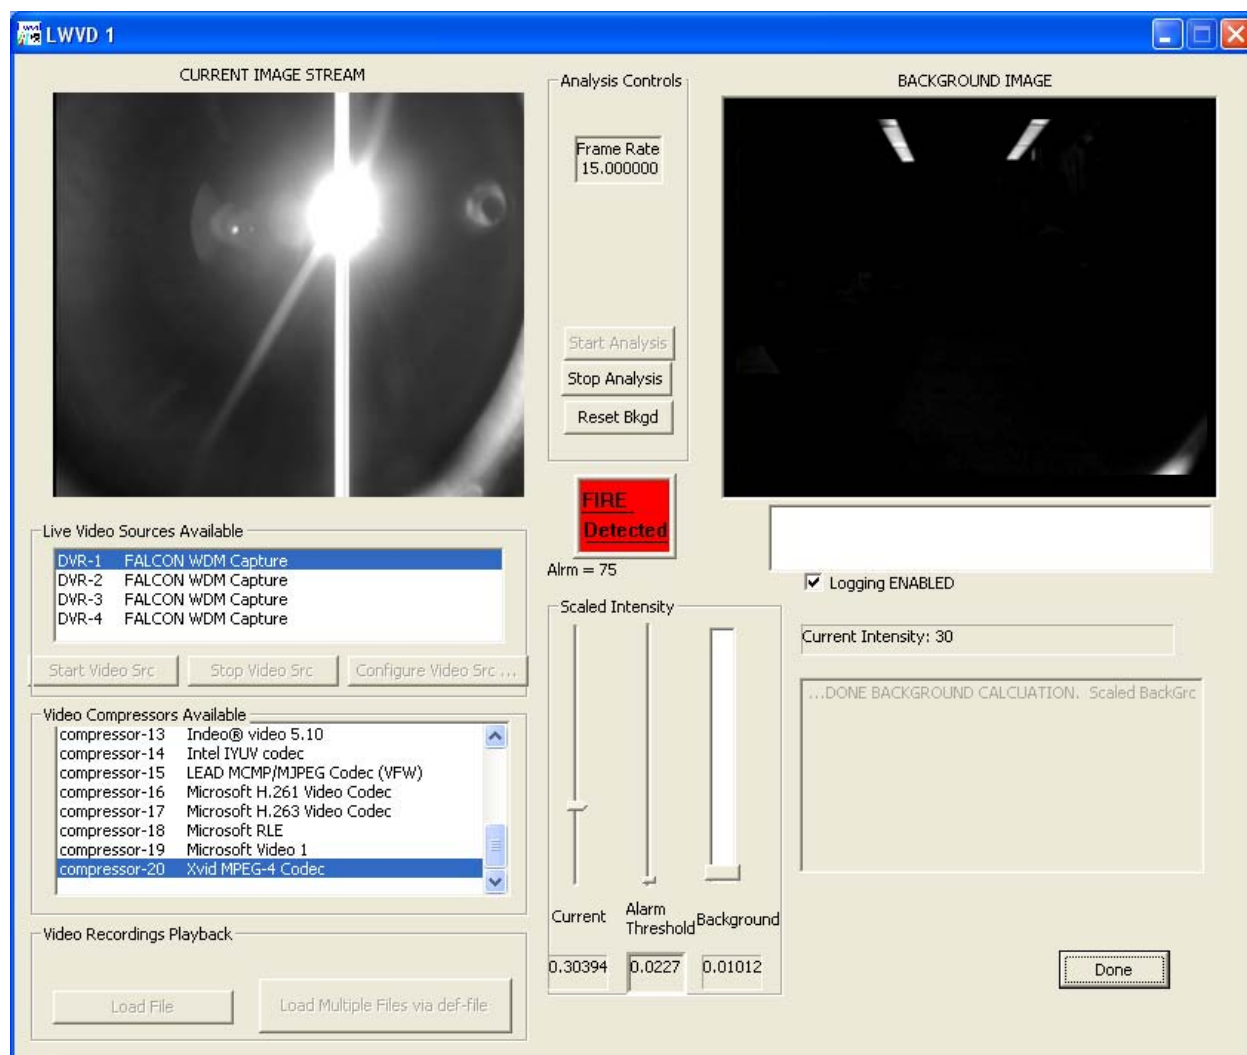 LWVD 1
CURRENT IMAGE STREAM
Analysis Controls
BACKGROUND IMAGE
Frame Rate
15.000000
Start Analysis
Stop Analysis
Reset Bkgd
FIRE
Detected
Alrm = 75
Live Video Sources Available
DVR-1 FALCON WDM Capture
DVR-2 FALCON WDM Capture
DVR-3 FALCON WDM Capture
DVR-4 FALCON WDM Capture
Start Video Src Stop Video Src Configure Video Src ...
Video Compressors Available
compressor-13 Indeo® video 5.10
compressor-14 Intel IYUV codec
compressor-15 LEAD MCMP/MJPEG Codec (VFW)
compressor-16 Microsoft H.261 Video Codec
compressor-17 Microsoft H.263 Video Codec
compressor-18 Microsoft RLE
compressor-19 Microsoft Video 1
compressor-20 Xvid MPEG-4 Codec
Video Recordings Playback
Load File Load Multiple Files via def-file
Scaled Intensity
Current Alarm Threshold Background
0.30394 0.0227 0.01012
Logging ENABLED
Current Intensity: 30
...DONE BACKGROUND CALCUATION. Scaled BackGrc
Done